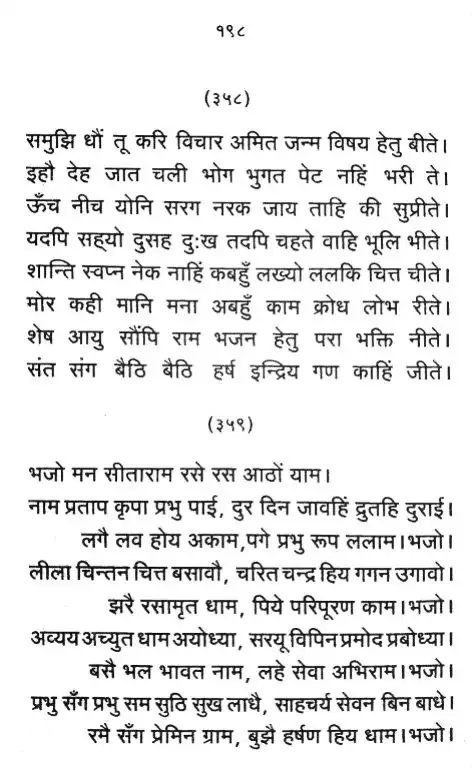 १९८
(३५८)
समुझि धौं तू करि विचार अमित जन्म विषय हेतु बीते।
इहौ देह जात चली भोग भुगत पेट नहिं भरी ते।
ऊँच नीच योनि सरग नरक जाय ताहि की सुप्रीते।
यदपि सह्यो दुसह दुःख तदपि चहते वाहि भूलि भीते।
शान्ति स्वप्न नेक नाहिं कबहुँ लख्यो ललकि चित्त चीते।
मोर कही मानि मना अबहुँ काम क्रोध लोभ रीते।
शेष आयु सौंपि राम भजन हेतु परा भक्ति नीते।
संत संग बैठि बैठि हर्ष इन्द्रिय गण काहिं जीते।
(३५९)
भजो मन सीताराम रसे रस आठों याम।
नाम प्रताप कृपा प्रभु पाई, दुर दिन जावहिं द्रुतहि दुराई।
लगै लव होय अकाम,पगे प्रभु रूप ललाम।भजो।
लीला चिन्तन चित्त बसावौ, चरित चन्द्र हिय गगन उगावो।
झरै रसामृत धाम, पिये परिपूरण काम।भजो।
अव्यय अच्युत धाम अयोध्या, सरयू विपिन प्रमोद प्रबोध्या।
बसै भल भावत नाम, लहे सेवा अभिराम।भजो।
प्रभु सँग प्रभु सम सुठि सुख लाधै, साहचर्य सेवन बिन बाधे।
रमै सँग प्रेमिन ग्राम, बुझै हर्षण हिय धाम।भजो।